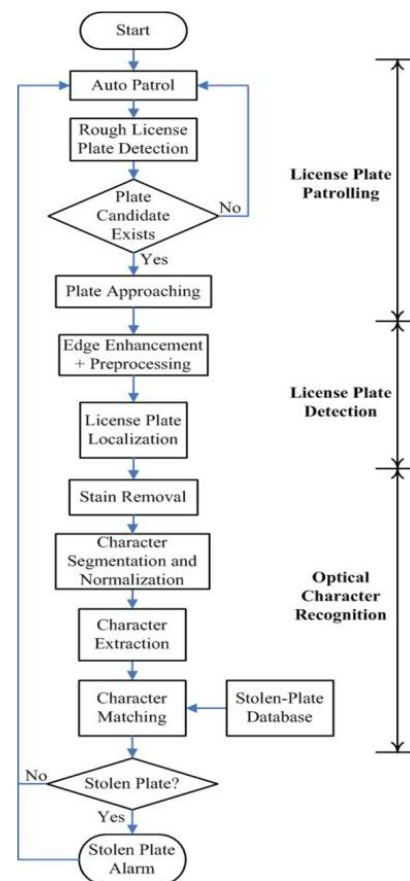 Start
Auto Patrol
Rough License
Plate Detection
Plate
Candidate
Exists
No
Yes
Plate Approaching
Edge Enhancement
+ Preprocessing
License Plate
Localization
Stain Removal
Character
Segmentation and
Normalization
Character
Extraction
Character
Matching
Stolen-Plate
Database
No
Stolen Plate?
Yes
Stolen Plate
Alarm
License Plate
Patrolling
License Plate
Detection
Optical
Character
Recognition